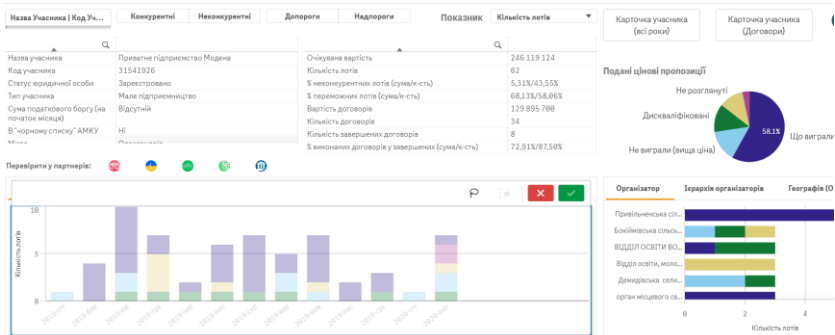 Назва Учасника | Код Уч...
Конкурентні
Неконкурентні
Допороги
Надпороги
Показник
Кількість лотів
Карточка учасника
(всі роки)
Карточка учасника
(Договори)
Назва учасника
Приватне підприємство Модена
Код учасника
31541926
Статус юридичної особи
Зареєстровано
Тип учасника
Мале підприємництво
Сума податкового боргу (на
початок місяця)
Відсутній
В "чорному списку" АМКУ
Ні
Очікувана вартість
246 119 124
Кількість лотів
62
% неконкурентних лотів (сума/к-сть)
5,31%/43,55%
% переможних лотів (сума/к-сть)
68,13%/58,06%
Вартість договорів
129 895 708
Кількість договорів
34
Кількість завершених договорів
8
% виконаних договорів у завершених (сума/к-сть)
72,91%/87,50%
Подані цінові пропозиції
Не розглянуті
Дискваліфіковані
Не виграли (вища ціна)
58.1%
Що виграли
Перевірити у партнерів:
Кількість лотів
10
5
0
Організатор
Ієрархія організаторів
Географія (О
Привільненська сіл...
Бокіймівська сільсь...
ВІДДІЛ ОСВІТИ ВО...
Відділ освіти, моло...
Демидівська сели...
орган місцевого са...
0
2
4
Кількість лотів